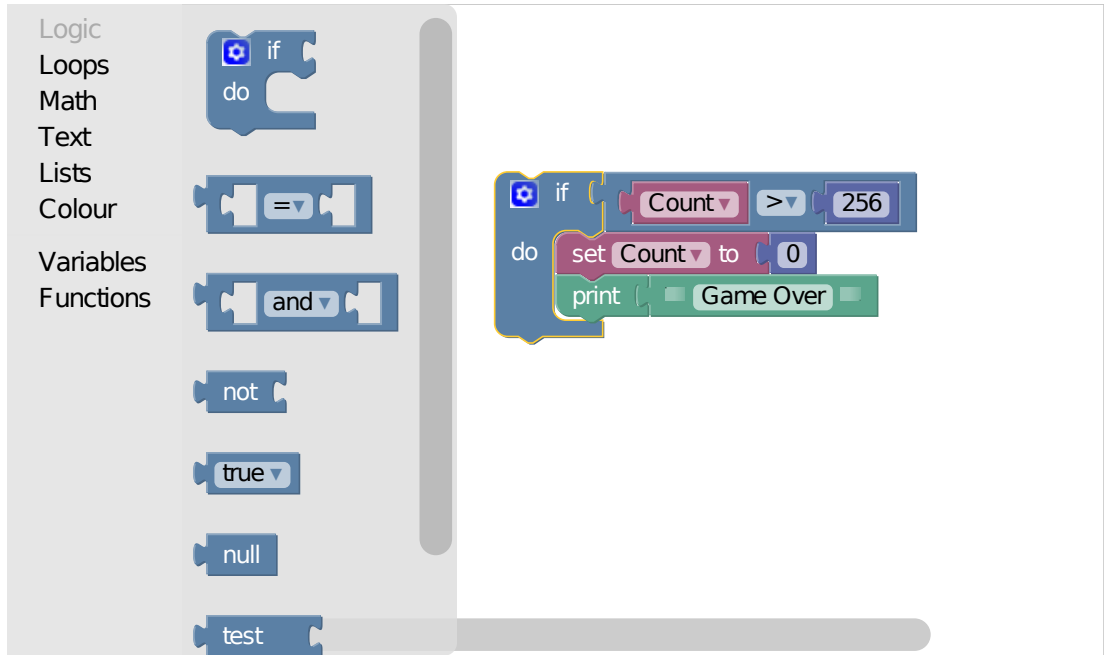 Logic
Loops
Math
Text
Lists
Colour
Variables
Functions
if
do
=
and
not
true
null
test
if Count > 256
do set Count to 0
print Game Over